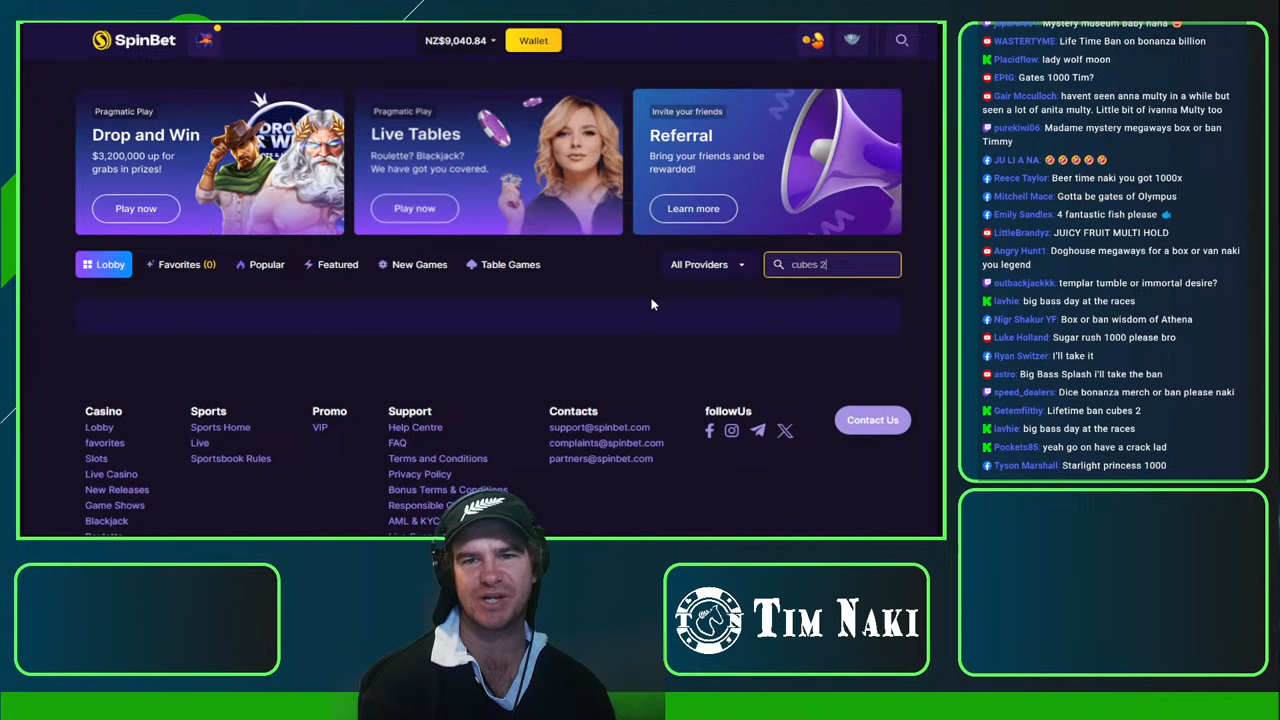 SpinBet
NZ$9,040.84
Wallet
Pragmatic Play
Drop and Win
$3,200,000 up for
grabs in prizes!
Play now
Pragmatic Play
Live Tables
Roulette? Blackjack?
We have got you covered.
Play now
Invite your friends
Referral
Bring your friends and be
rewarded!
Learn more
Lobby
Favorites (0)
Popular
Featured
New Games
Table Games
All Providers
cubes 2
Casino
Lobby
favorites
Slots
Live Casino
New Releases
Game Shows
Blackjack
Sports
Sports Home
Live
Sportsbook Rules
Promo
VIP
Support
Help Centre
FAQ
Terms and Conditions
Privacy Policy
Bonus Terms & Conditions
Responsible
AML & KYC
Contacts
support@spinbet.com
complaints@spinbet.com
partners@spinbet.com
followUs
Contact Us
TIM NAKI
Mystery museum baby haha
WASTERTYME: Life Time Ban on bonanza billion
Placidflow: lady wolf moon
EPIG: Gates 1000 Tim?
Gair Mcculloch: havent seen anna multy in a while but
seen a lot of anita multy. Little bit of ivanna Multy too
purekiwi06: Madame mystery megaways box or ban
Timmy
JU LI A NA: 🤣🤣🤣🤣🤣
Reece Taylor: Beer time naki you got 1000x
Mitchell Mace: Gotta be gates of Olympus
Emily Sandles: 4 fantastic fish please 🐟
LittleBrandyz: JUICY FRUIT MULTI HOLD
Angry Hunt1: Doghouse megaways for a box or van naki
you legend
outbackjackkk: templar tumble or immortal desire?
lavhie: big bass day at the races
Nigr Shakur YF: Box or ban wisdom of Athena
Luke Holland: Sugar rush 1000 please bro
Ryan Switzer: I'll take it
astro: Big Bass Splash i'll take the ban
speed_dealers: Dice bonanza merch or ban please naki
Getemfilthy: Lifetime ban cubes 2
lavhie: big bass day at the races
Pockets85: yeah go on have a crack lad
Tyson Marshall: Starlight princess 1000